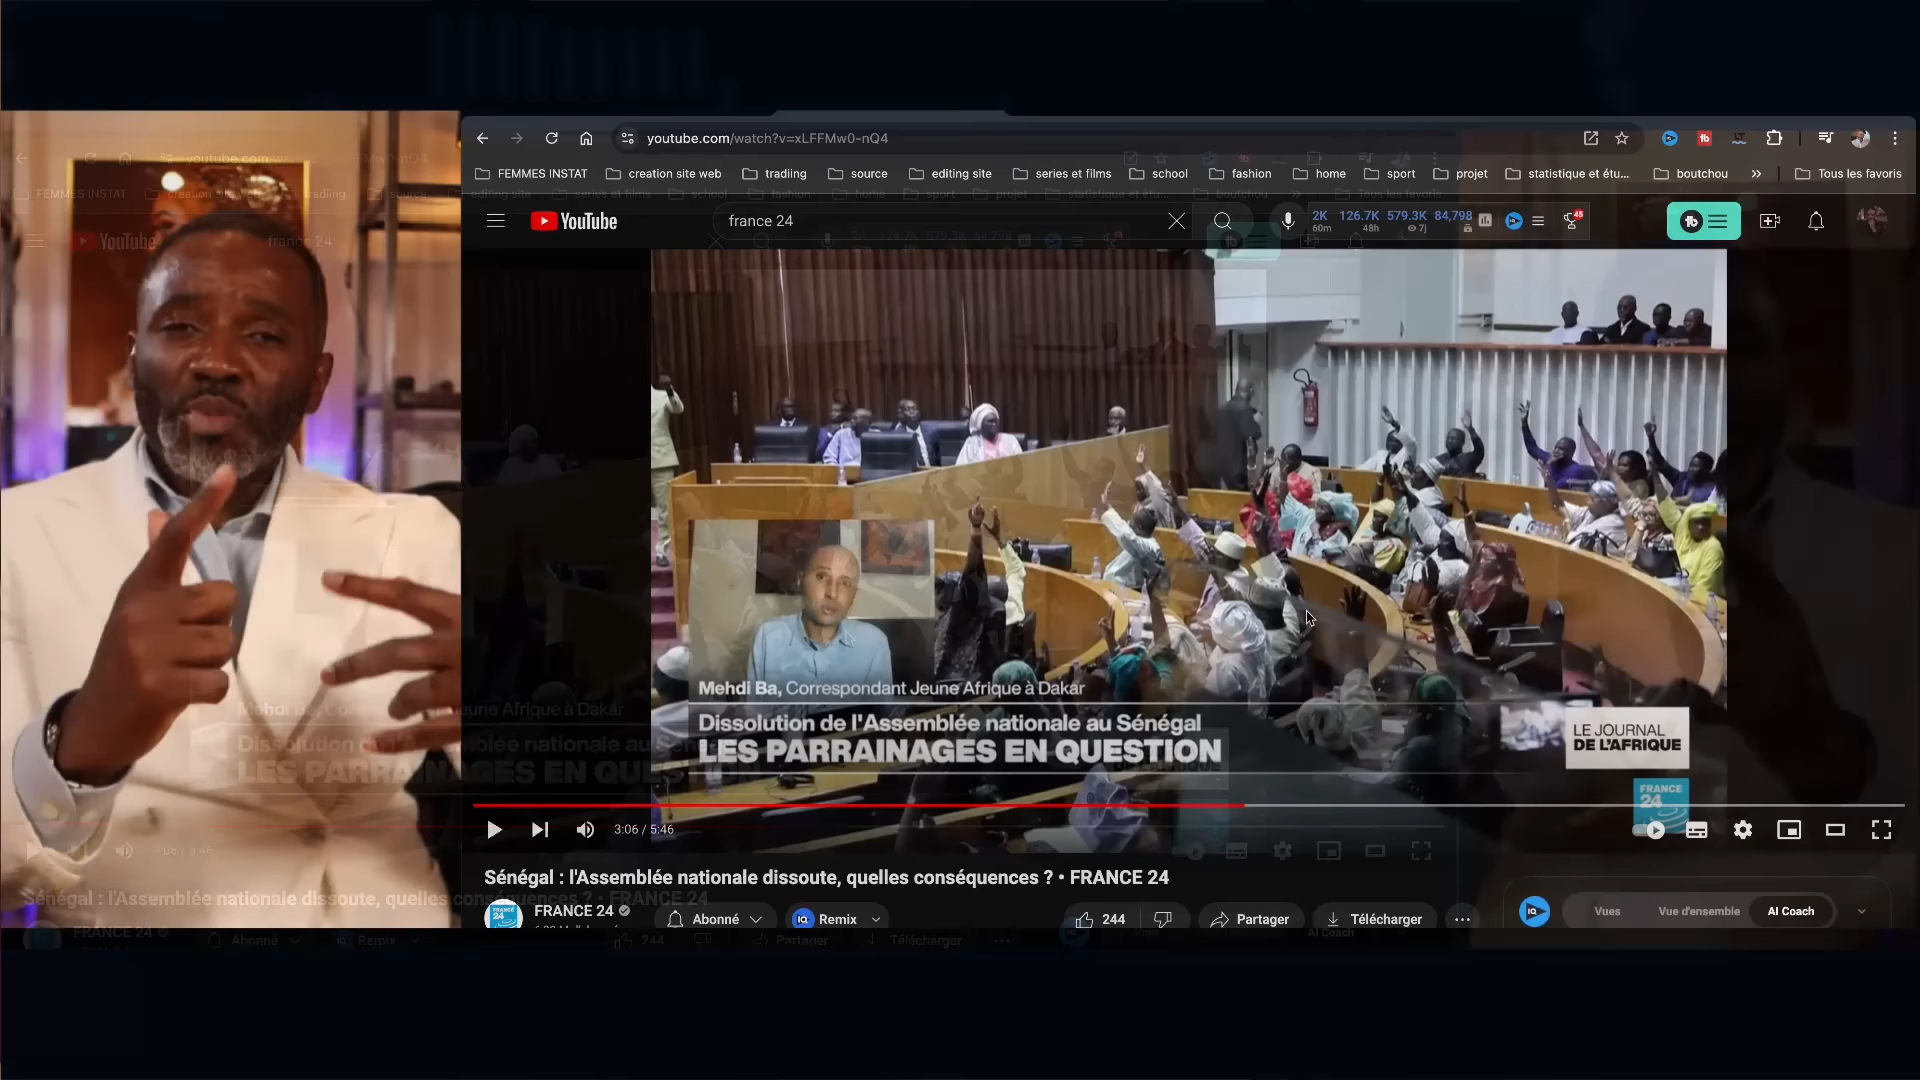 youtube.com/watch?v=xLFFMw0-nQ4
FEMMES INSTAT
creation site web
tradiing
source
editing site
series et films
school
fashion
home
sport
projet
statistique et étu...
boutchou
Tous les favoris
YouTube
france 24
2K 126.7K 579.3K 84,798
60m 48h 7j
45
Mehdi Ba, Correspondant Jeune Afrique à Dakar
Dissolution de l'Assemblée nationale au Sénégal
LES PARRAINAGES EN QUESTION
LE JOURNAL
DE L'AFRIQUE
FRANCE
24
3:06 / 5:46
Sénégal : l'Assemblée nationale dissoute, quelles conséquences ? • FRANCE 24
FRANCE 24
Abonné
Remix
244
Partager
Télécharger
Vues
Vue d'ensemble
AI Coach